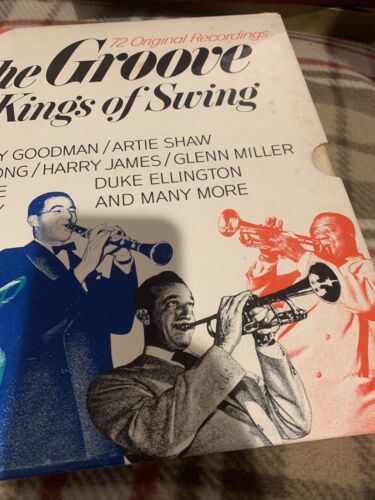 72 Original Recordings
he Groove
Kings of Swing
Y GOODMAN/ARTIE SHAW
ONG/HARRY JAMES/GLENN MILLER
E DUKE ELLINGTON
Y AND MANY MORE